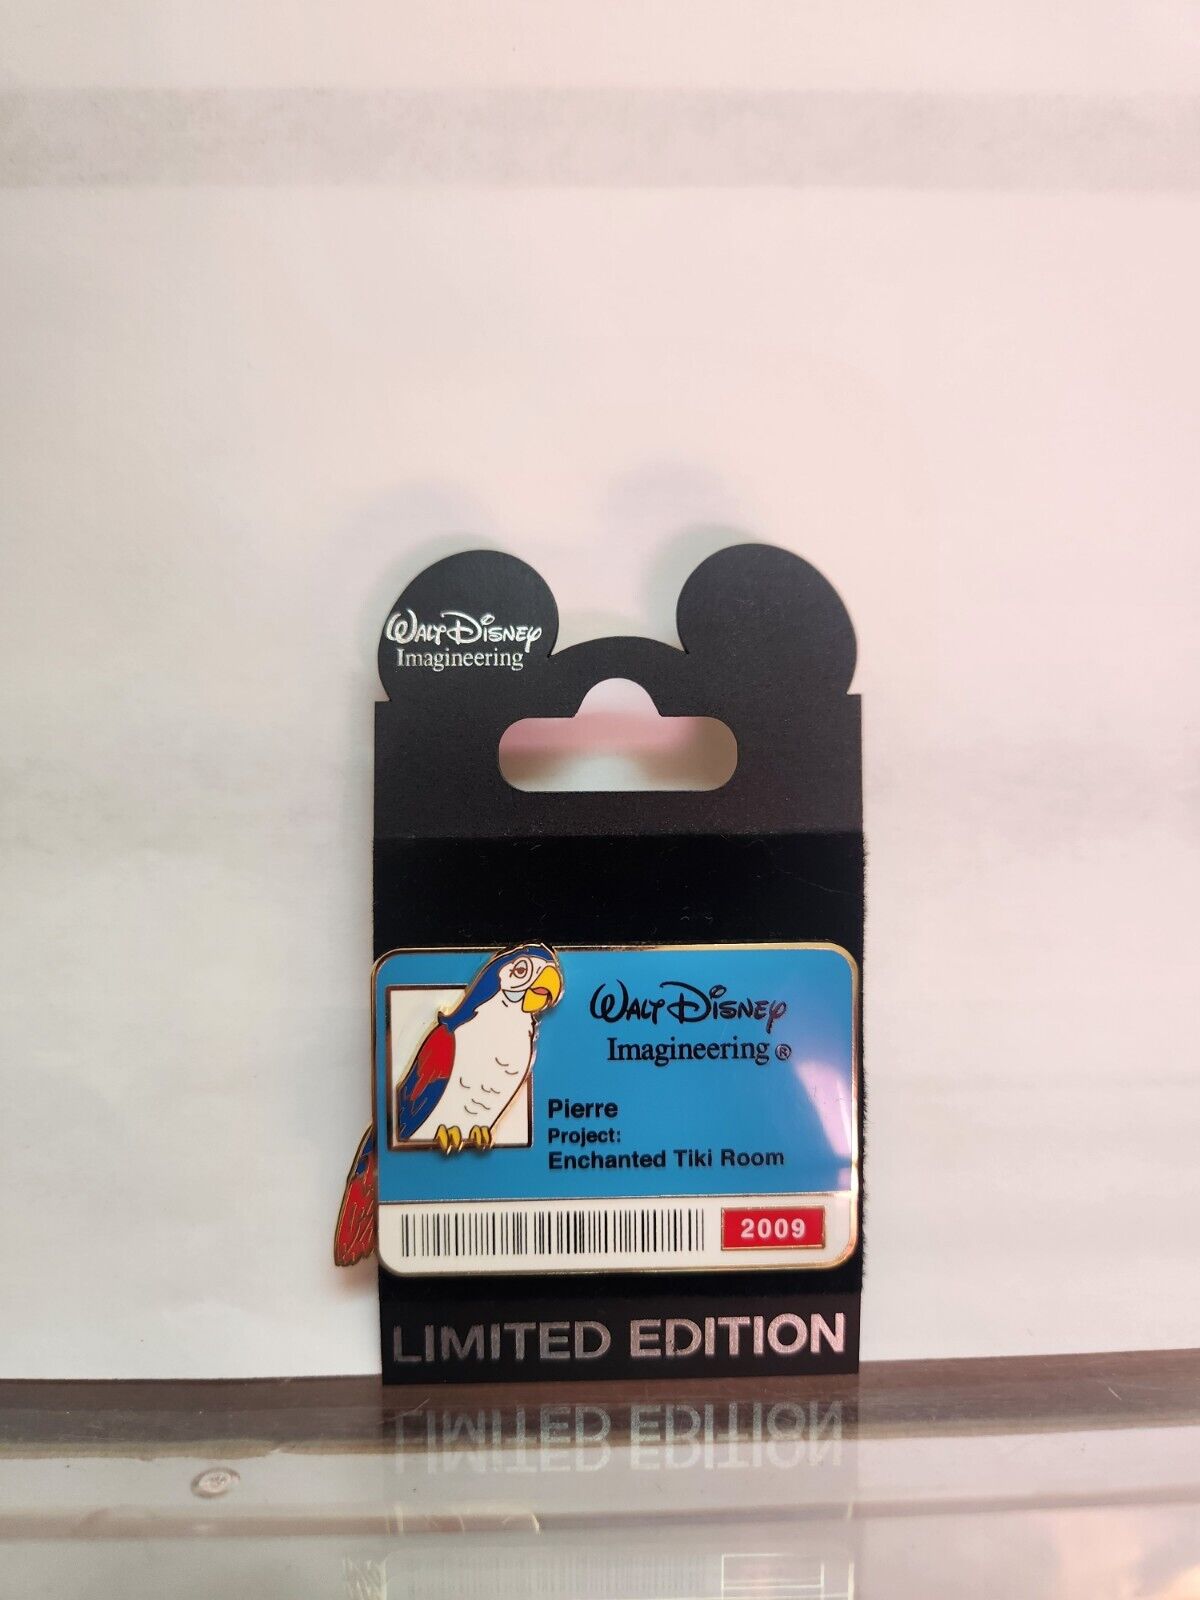 WALT DISNEY
Imagineering
WALT DISNEY
Imagineering ®
Pierre
Project:
Enchanted Tiki Room
2009
LIMITED EDITION